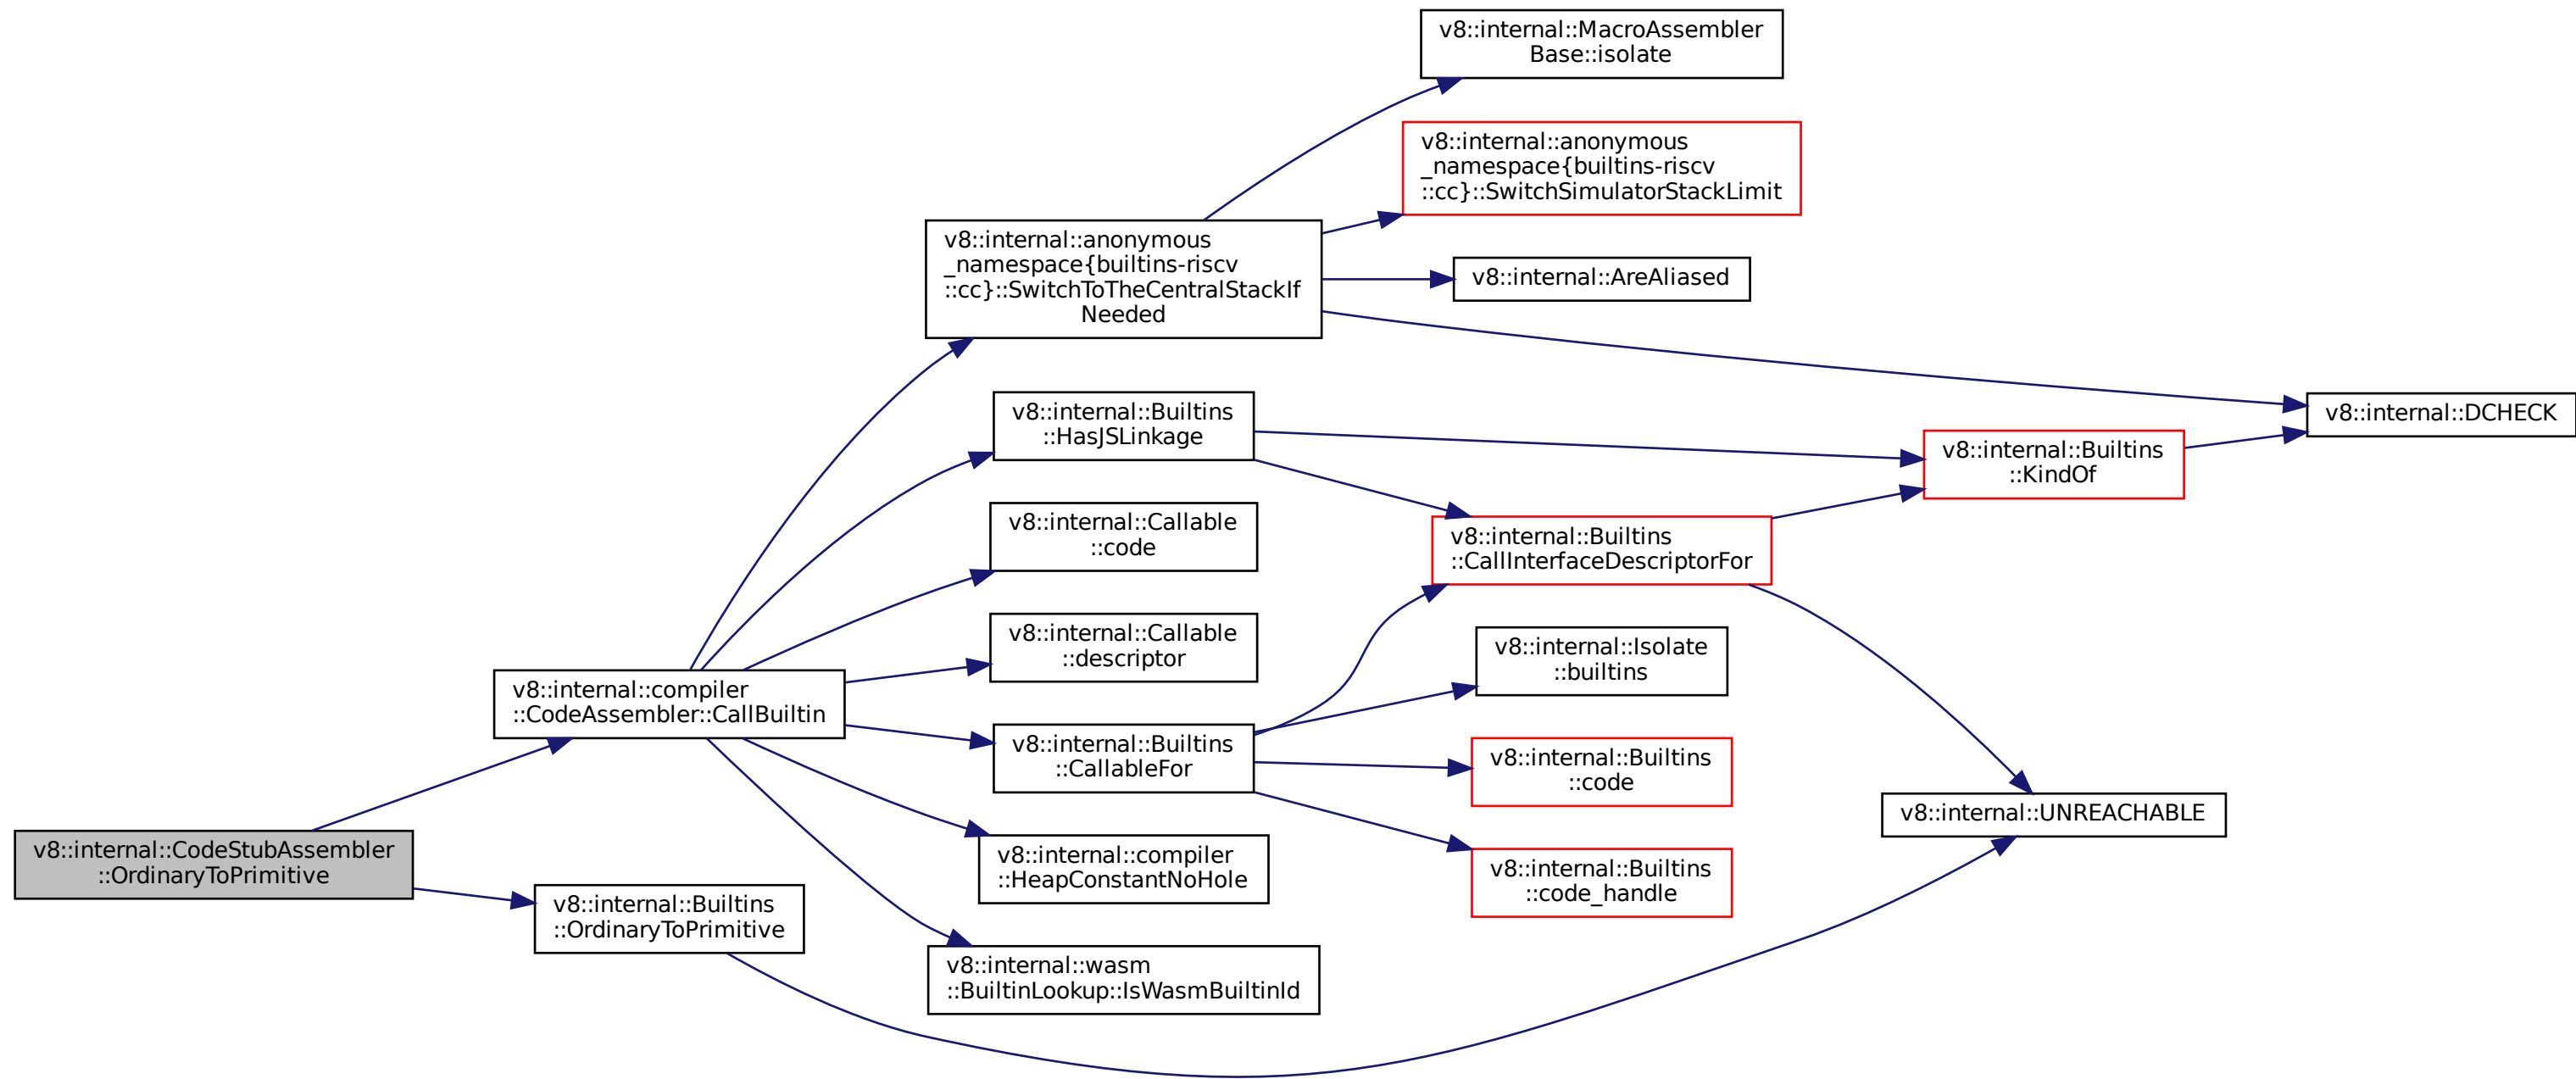 v8::internal::MacroAssembler
Base::isolate
v8::internal::anonymous
_namespace{builtins-riscv
::cc}::SwitchSimulatorStackLimit
v8::internal::anonymous
_namespace{builtins-riscv
::cc}::SwitchToTheCentralStackIf
Needed
v8::internal::AreAliased
v8::internal::DCHECK
v8::internal::Builtins
::HasJSLinkage
v8::internal::Builtins
::KindOf
v8::internal::Callable
::code
v8::internal::Builtins
::CallInterfaceDescriptorFor
v8::internal::Callable
::descriptor
v8::internal::Isolate
::builtins
v8::internal::compiler
::CodeAssembler::CallBuiltin
v8::internal::Builtins
::CallableFor
v8::internal::Builtins
::code
v8::internal::UNREACHABLE
v8::internal::CodeStubAssembler
::OrdinaryToPrimitive
v8::internal::compiler
::HeapConstantNoHole
v8::internal::Builtins
::code_handle
v8::internal::Builtins
::OrdinaryToPrimitive
v8::internal::wasm
::BuiltinLookup::IsWasmBuiltinId